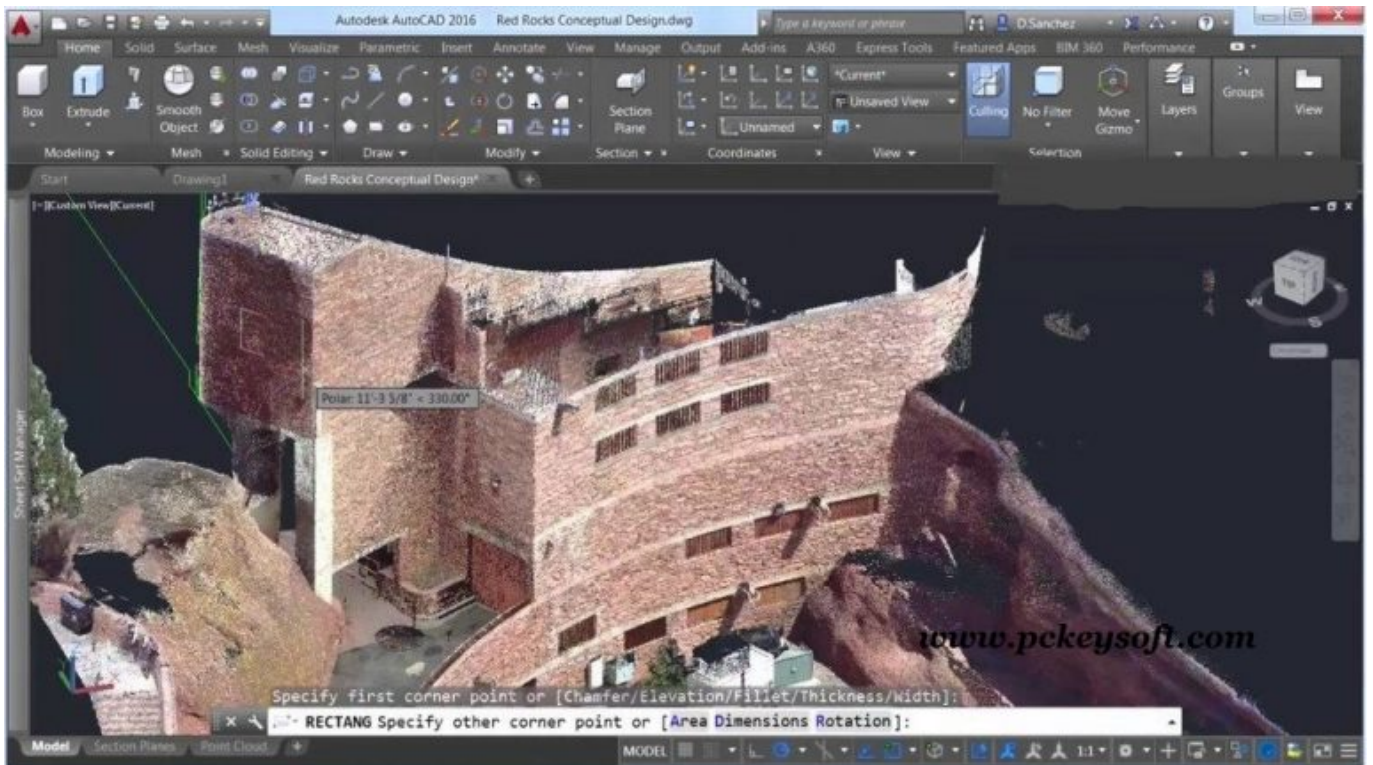 Autodesk AutoCAD 2016 Red Rocks Conceptual Design.dwg Type a keyword or phrase D.Sanchez
Home Solid Surface Mesh Visualize Parametric Insert Annotate View Manage Output Add-ins A360 Express Tools Featured Apps BIM 360 Performance
Box Extrude Smooth Object Section Plane *Current* Unsaved View Unnamed Culling No Filter Move Gizmo Layers Groups View
Modeling Mesh Solid Editing Draw Modify Section Coordinates View Selection
Start Drawing1 Red Rocks Conceptual Design*
[−][Custom View][Current]
TOP
W
S
Polar: 11'-3 5/8" < 330.00°
Sheet Set Manager
www.pckeysoft.com
Specify first corner point or [Chamfer/Elevation/Fillet/Thickness/Width]:
RECTANG Specify other corner point or [Area Dimensions Rotation]:
Model Section Planes Point Cloud + MODEL 1:1